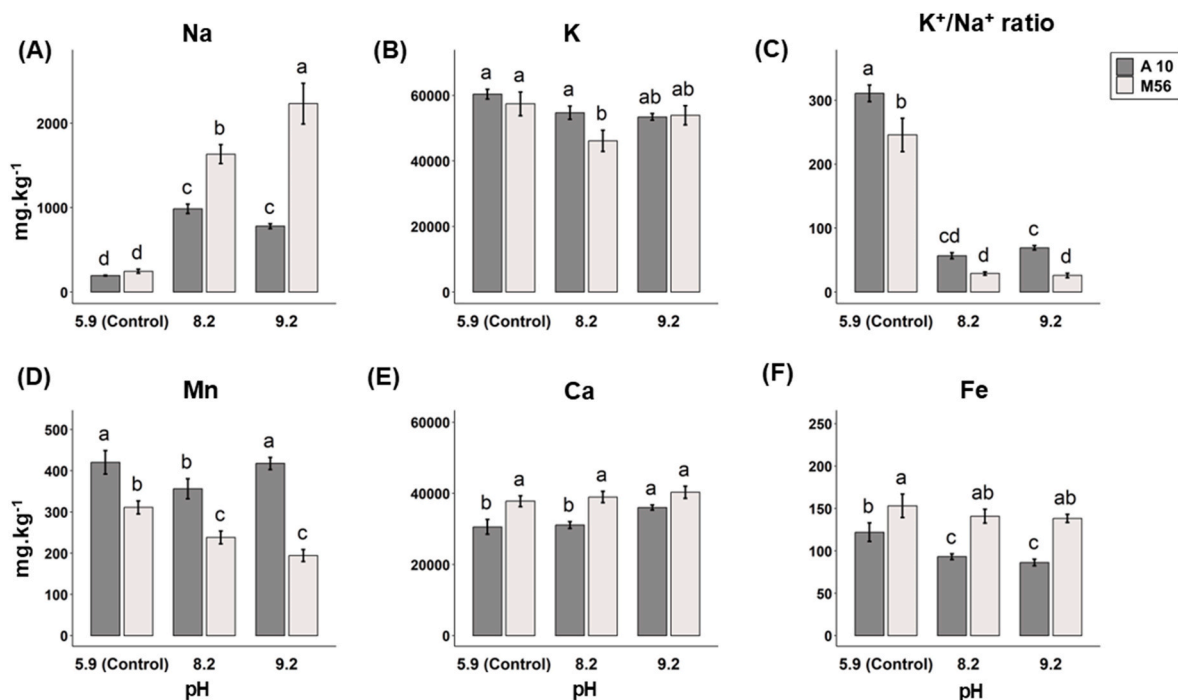 (A) Na
mg.kg-1
2000
1000
0
d d c b c a
5.9 (Control) 8.2 9.2
(B) K
60000
40000
20000
0
a a a b ab ab
5.9 (Control) 8.2 9.2
(C) K+/Na+ ratio
300
200
100
0
a b cd d c d
5.9 (Control) 8.2 9.2
A 10
M56
(D) Mn
mg.kg-1
500
400
300
200
100
0
a b b c a c
5.9 (Control) 8.2 9.2
pH
(E) Ca
60000
40000
20000
0
b a b a a a
5.9 (Control) 8.2 9.2
pH
(F) Fe
250
200
150
100
50
0
b a c ab c ab
5.9 (Control) 8.2 9.2
pH